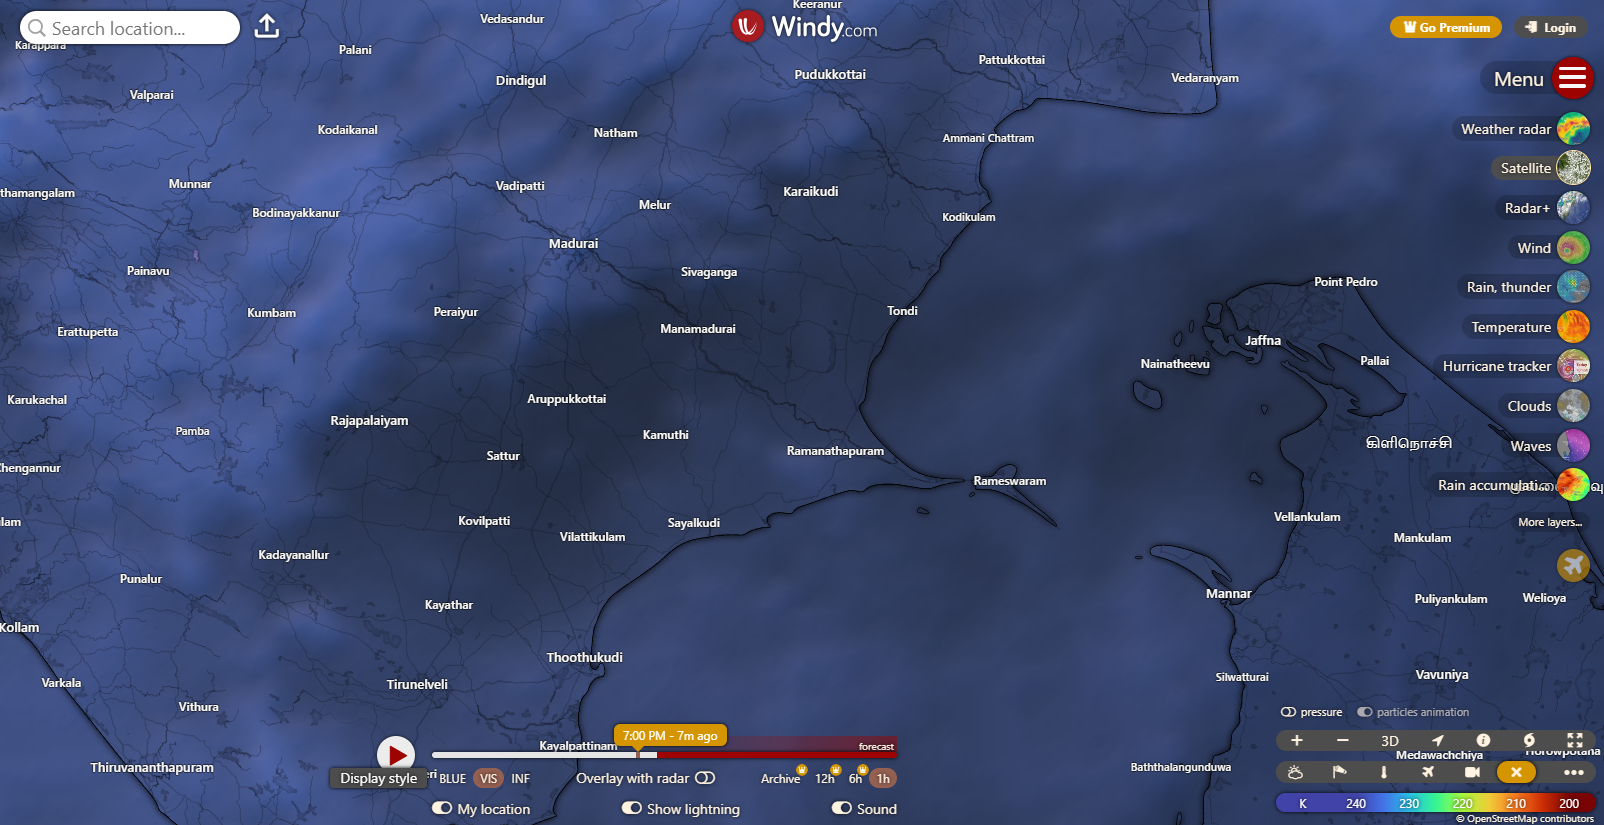 Search location...
Windy.com
Go Premium
Login
Menu
Weather radar
Satellite
Radar+
Wind
Rain, thunder
Temperature
Hurricane tracker
Clouds
Waves
Rain accumulati...
More layers...
Keeranur
Vedasandur
Karappara
Palani
Pattukkottai
Pudukkottai
Vedaranyam
Dindigul
Valparai
Kodaikanal
Natham
Ammani Chattram
Munnar
Vadipatti
Karaikudi
thamangalam
Melur
Bodinayakkanur
Kodikulam
Madurai
Painavu
Sivaganga
Point Pedro
Kumbam
Peraiyur
Tondi
Erattupetta
Manamadurai
Jaffna
Nainatheevu
Pallai
Karukachal
Aruppukkottai
Rajapalaiyam
Pamba
Kamuthi
கிளிநொச்சி
Sattur
Ramanathapuram
Chengannur
Rameswaram
Kovilpatti
Sayalkudi
Vellankulam
Vilattikulam
Mankulam
Kadayanallur
Punalur
Mannar
Puliyankulam
Welioya
Kayathar
Kollam
Thoothukudi
Vavuniya
Silwatturai
Varkala
Tirunelveli
Vithura
Kayalpattinam
Thiruvananthapuram
Baththalangunduwa
Medawachchiya
Horowpotana
pressure
particles animation
3D
7:00 PM - 7m ago
forecast
Display style
BLUE VIS INF
Overlay with radar
Archive 12h 6h 1h
My location
Show lightning
Sound
K 240 230 220 210 200
© OpenStreetMap contributors